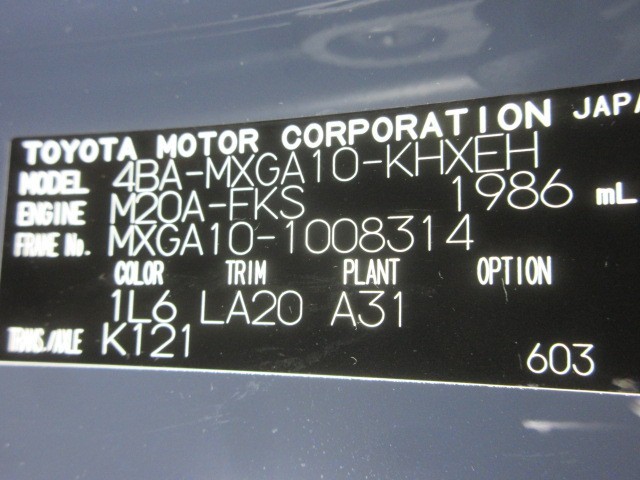 TOYOTA MOTOR CORPORATION JAPA
MODEL 4BA-MXGA10-KHXEH
ENGINE M20A-FKS 1986 mL
FRAME No. MXGA10-1008314
COLOR TRIM PLANT OPTION
1L6 LA20 A31
TRANS./AXLE K121
603